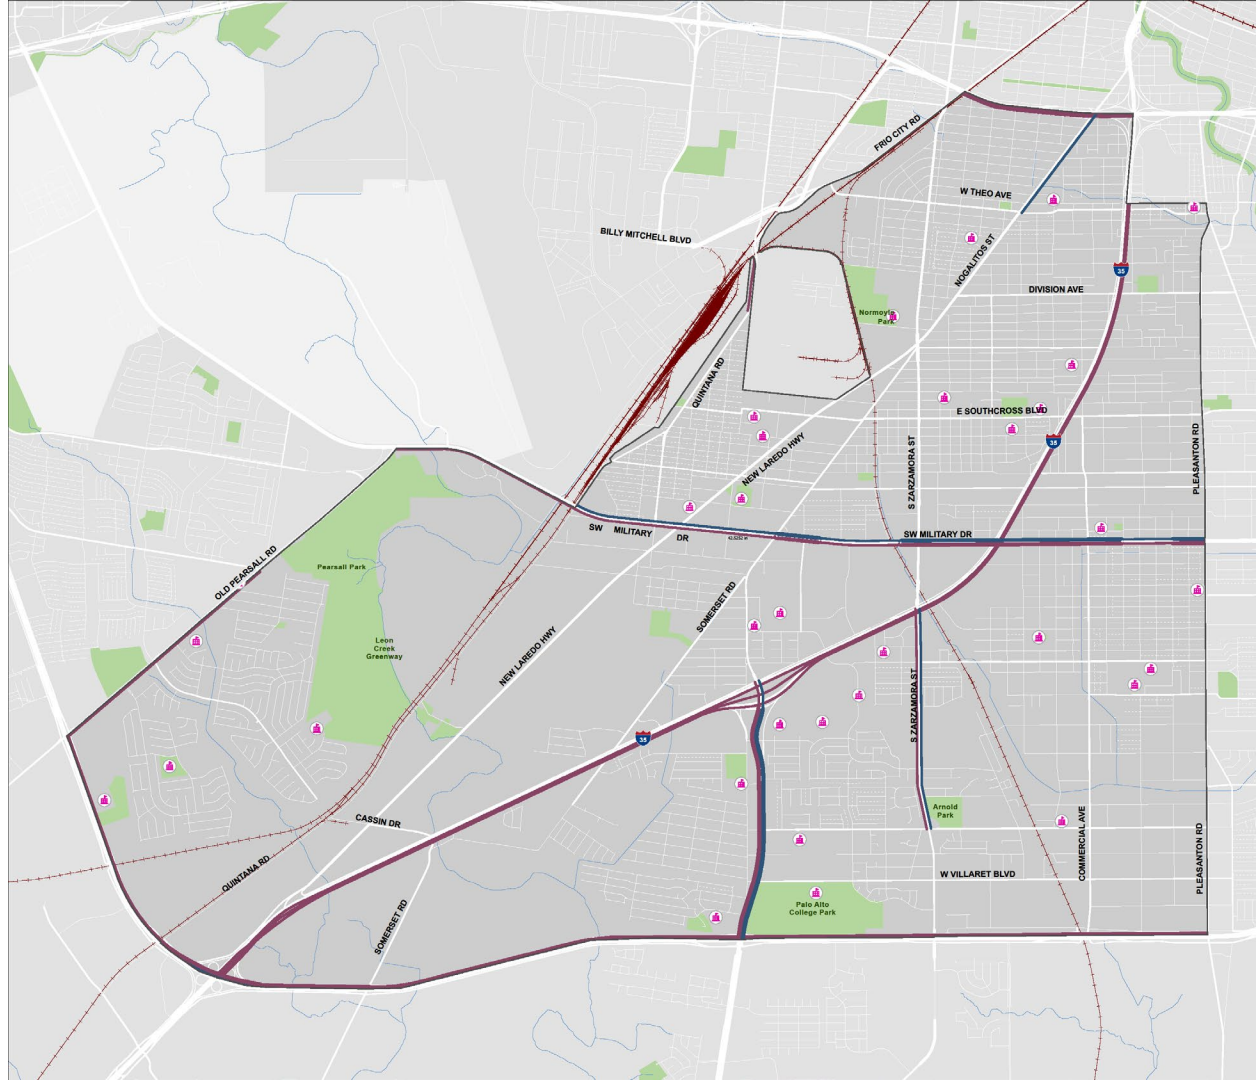 FRIO CITY RD
W THEO AVE
BILLY MITCHELL BLVD
NOGALITOS ST
35
DIVISION AVE
Normoyle
Park
QUINTANA RD
E SOUTHCROSS BLVD
35
NEW LAREDO HWY
S ZARZAMORA ST
PLEASANTON RD
SW MILITARY DR
SW MILITARY DR
OLD PEARSALL RD
Pearsall Park
SOMERSET RD
Leon
Creek
Greenway
NEW LAREDO HWY
S ZARZAMORA ST
35
Arnold
Park
CASSIN DR
COMMERCIAL AVE
PLEASANTON RD
QUINTANA RD
W VILLARET BLVD
SOMERSET RD
Palo Alto
College Park